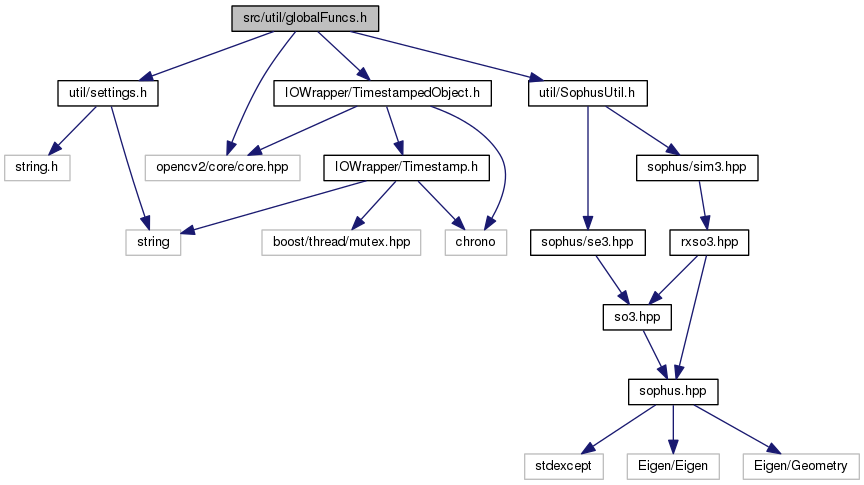 src/util/globalFuncs.h
util/settings.h
IOWrapper/TimestampedObject.h
util/SophusUtil.h
string.h
opencv2/core/core.hpp
IOWrapper/Timestamp.h
sophus/sim3.hpp
string
boost/thread/mutex.hpp
chrono
sophus/se3.hpp
rxso3.hpp
so3.hpp
sophus.hpp
stdexcept
Eigen/Eigen
Eigen/Geometry